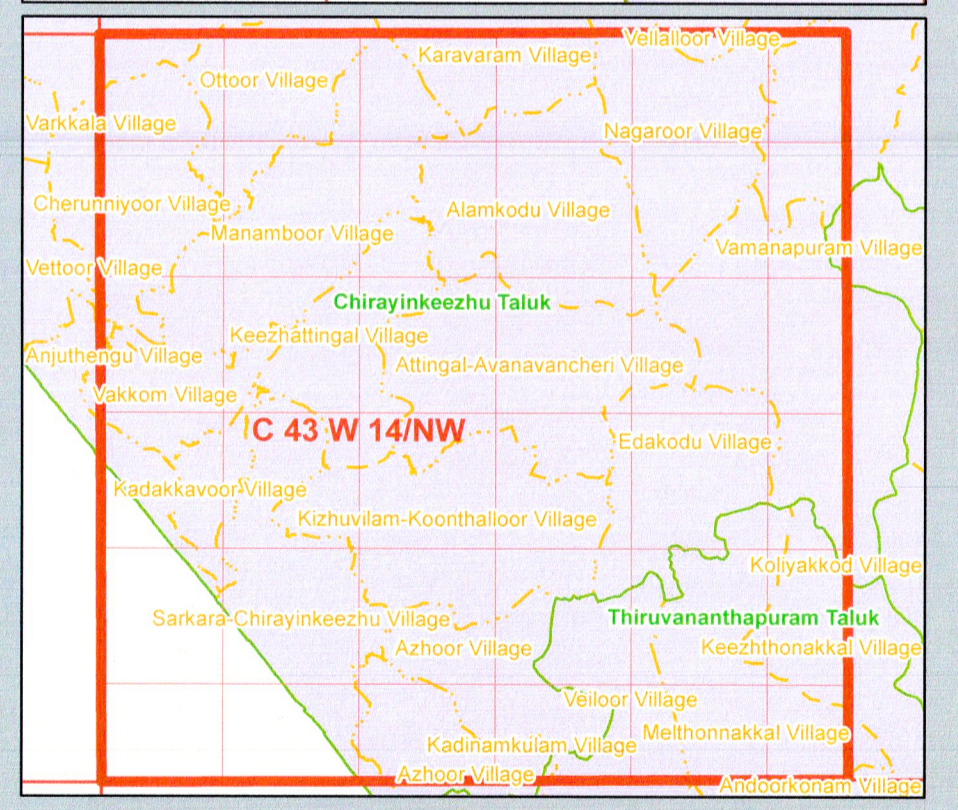 Veilalloor Village
Karavaram Village
Ottoor Village
Varkkala Village
Nagaroor Village
Cherunniyoor Village
Alamkodu Village
Manamboor Village
Vamanapuram Village
Vettoor Village
Chirayinkeezhu Taluk
Keezhattingal Village
Anjuthengu Village
Attingal-Avanavancheri Village
Vakkom Village
C 43 W 14/NW
Edakodu Village
Kadakkavoor Village
Kizhuvilam-Koonthalloor Village
Koliyakkod Village
Sarkara-Chirayinkeezhu Village
Thiruvananthapuram Taluk
Azhoor Village
Keezhthonakkal Village
Veiloor Village
Melthonnakkal Village
Kadinamkulam Village
Azhoor Village
Andoorkonam Village